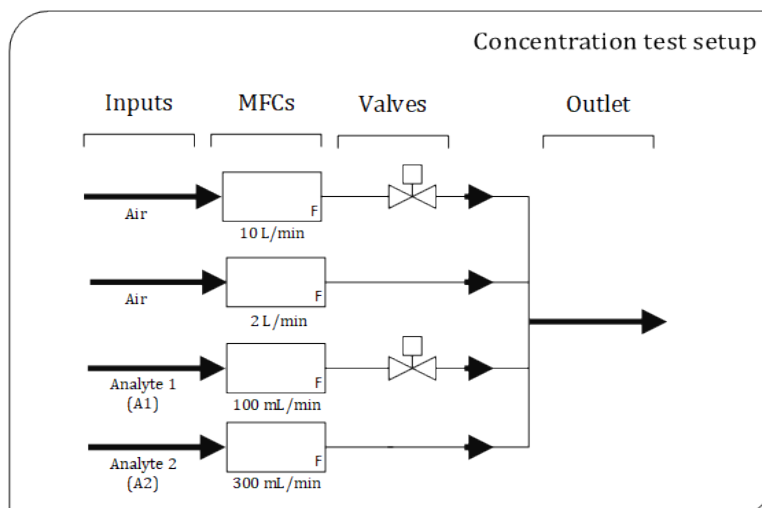 Concentration test setup
Inputs MFCs Valves Outlet
Air
F
10 L/min
Air
F
2 L/min
Analyte 1
(A1)
F
100 mL/min
Analyte 2
(A2)
F
300 mL/min